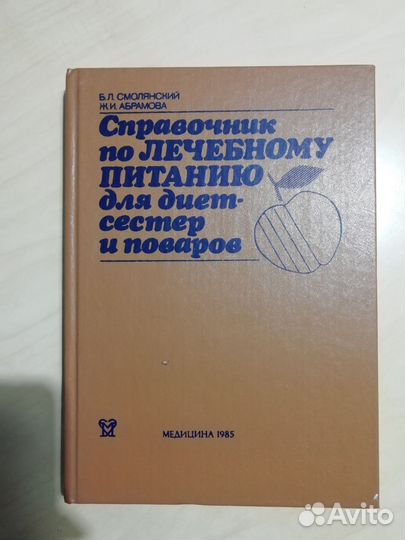 Б.Л. СМОЛЯНСКИЙ
Ж.И. АБРАМОВА
Справочник
по ЛЕЧЕБНОМУ
ПИТАНИЮ
для диет-
сестер
и поваров
МЕДИЦИНА 1985
Avito